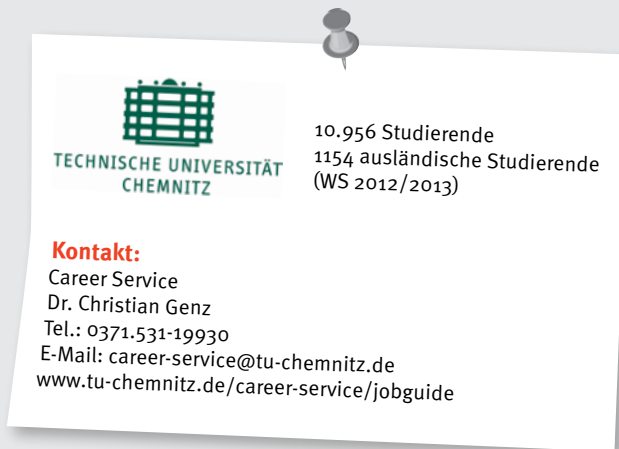 TECHNISCHE UNIVERSITÄT
CHEMNITZ
10.956 Studierende
1154 ausländische Studierende
(WS 2012/2013)
Kontakt:
Career Service
Dr. Christian Genz
Tel.: 0371.531-19930
E-Mail: career-service@tu-chemnitz.de
www.tu-chemnitz.de/career-service/jobguide